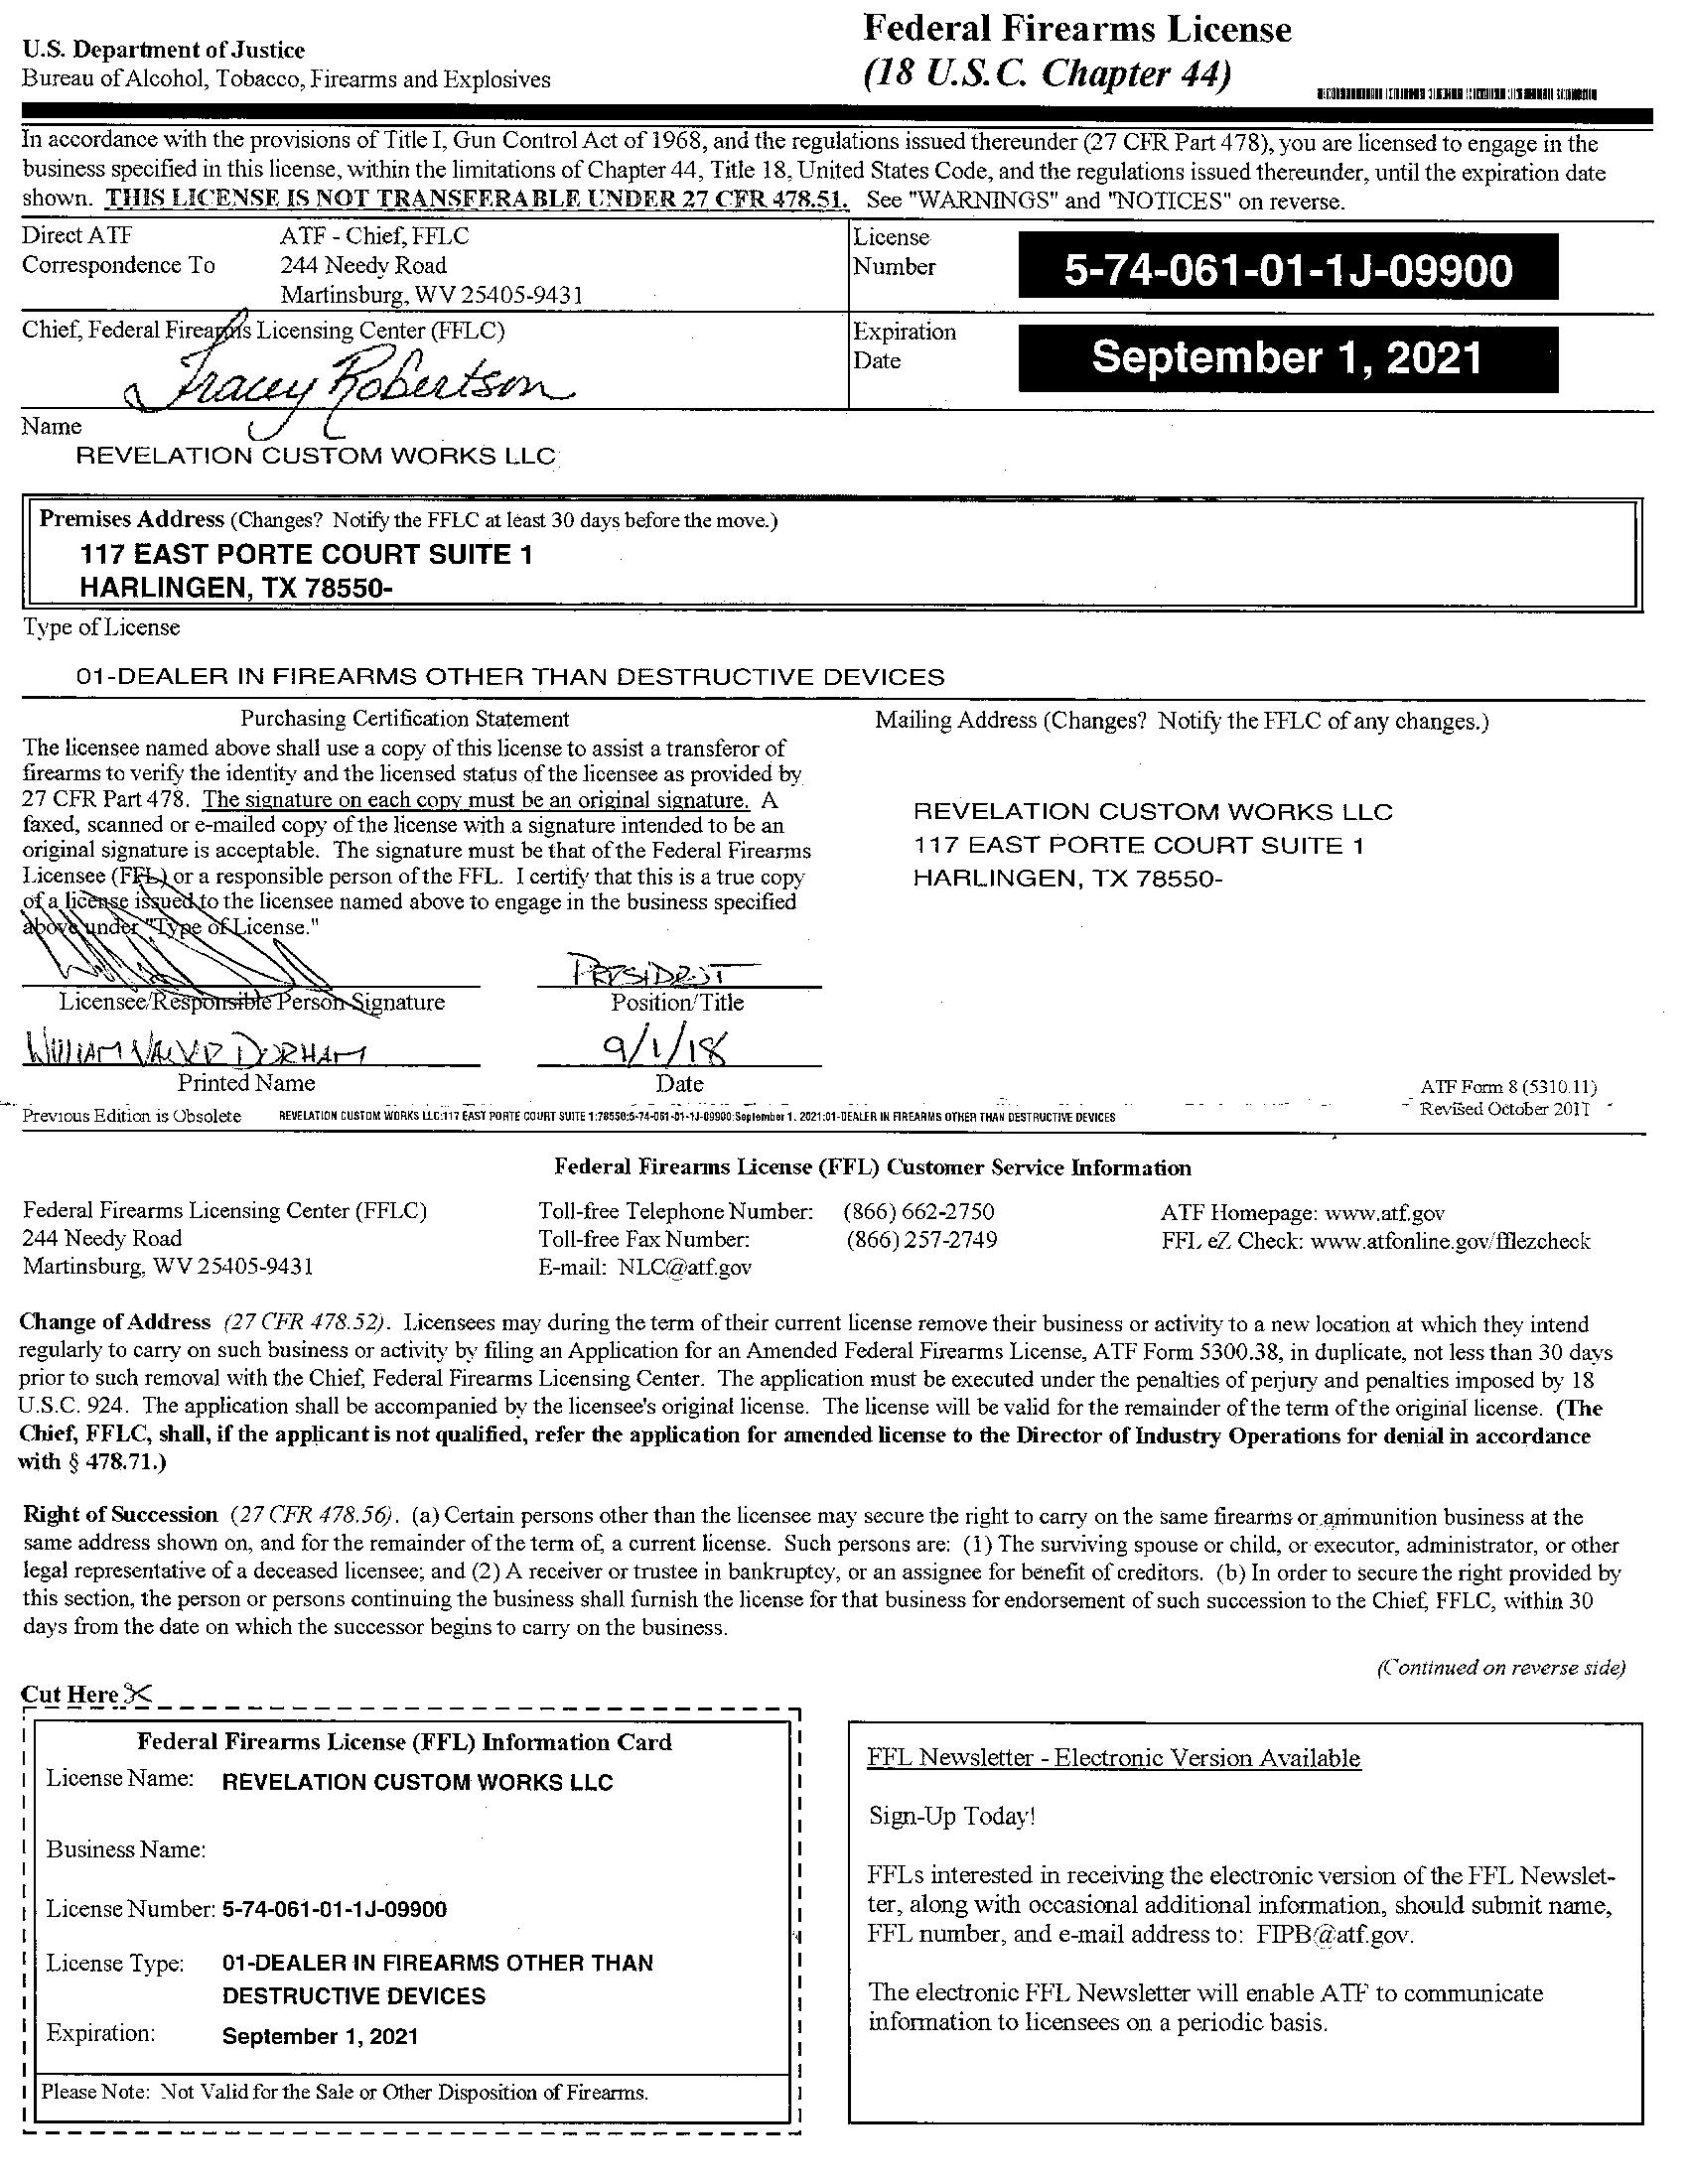 U.S. Department of Justice
Bureau of Alcohol, Tobacco, Firearms and Explosives
Federal Firearms License
(18 U.S.C. Chapter 44)
In accordance with the provisions of Title I, Gun Control Act of 1968, and the regulations issued thereunder (27 CFR Part 478), you are licensed to engage in the
business specified in this license, within the limitations of Chapter 44, Title 18, United States Code, and the regulations issued thereunder, until the expiration date
shown. THIS LICENSE IS NOT TRANSFERABLE UNDER 27 CFR 478.51. See "WARNINGS" and "NOTICES" on reverse.
Direct ATF
Correspondence To
ATF - Chief, FFLC
244 Needy Road
Martinsburg, WV 25405-9431
License
Number
5-74-061-01-1J-09900
Chief, Federal Firearms Licensing Center (FFLC)
Tracey Robertson
Expiration
Date
September 1, 2021
Name
REVELATION CUSTOM WORKS LLC
Premises Address (Changes? Notify the FFLC at least 30 days before the move.)
117 EAST PORTE COURT SUITE 1
HARLINGEN, TX 78550-
Type of License
01-DEALER IN FIREARMS OTHER THAN DESTRUCTIVE DEVICES
Purchasing Certification Statement
The licensee named above shall use a copy of this license to assist a transferor of
firearms to verify the identity and the licensed status of the licensee as provided by
27 CFR Part 478. The signature on each copy must be an original signature. A
faxed, scanned or e-mailed copy of the license with a signature intended to be an
original signature is acceptable. The signature must be that of the Federal Firearms
Licensee (FFL) or a responsible person of the FFL. I certify that this is a true copy
of a license issued to the licensee named above to engage in the business specified
above under "Type of License."
Mailing Address (Changes? Notify the FFLC of any changes.)
REVELATION CUSTOM WORKS LLC
117 EAST PORTE COURT SUITE 1
HARLINGEN, TX 78550-
PRESIDENT
Licensee/Responsible Person Signature
Position/Title
WILLIAM
9/1/18
Printed Name
Date
ATF Form 8 (5310.11)
Revised October 2011
Previous Edition is Obsolete
REVELATION CUSTOM WORKS LLC:117 EAST PORTE COURT SUITE 1:78550:5-74-061-01-1J-09900:September 1, 2021:01-DEALER IN FIREARMS OTHER THAN DESTRUCTIVE DEVICES
Federal Firearms License (FFL) Customer Service Information
Federal Firearms Licensing Center (FFLC)
244 Needy Road
Martinsburg, WV 25405-9431
Toll-free Telephone Number: (866) 662-2750
Toll-free Fax Number: (866) 257-2749
E-mail: NLC@atf.gov
ATF Homepage: www.atf.gov
FFL eZ Check: www.atfonline.gov/fflezcheck
Change of Address (27 CFR 478.52). Licensees may during the term of their current license remove their business or activity to a new location at which they intend
regularly to carry on such business or activity by filing an Application for an Amended Federal Firearms License, ATF Form 5300.38, in duplicate, not less than 30 days
prior to such removal with the Chief, Federal Firearms Licensing Center. The application must be executed under the penalties of perjury and penalties imposed by 18
U.S.C. 924. The application shall be accompanied by the licensee's original license. The license will be valid for the remainder of the term of the original license. (The
Chief, FFLC, shall, if the applicant is not qualified, refer the application for amended license to the Director of Industry Operations for denial in accordance
with § 478.71.)
Right of Succession (27 CFR 478.56). (a) Certain persons other than the licensee may secure the right to carry on the same firearms or ammunition business at the
same address shown on, and for the remainder of the term of, a current license. Such persons are: (1) The surviving spouse or child, or executor, administrator, or other
legal representative of a deceased licensee; and (2) A receiver or trustee in bankruptcy, or an assignee for benefit of creditors. (b) In order to secure the right provided by
this section, the person or persons continuing the business shall furnish the license for that business for endorsement of such succession to the Chief, FFLC, within 30
days from the date on which the successor begins to carry on the business.
(Continued on reverse side)
Cut Here
Federal Firearms License (FFL) Information Card
License Name: REVELATION CUSTOM WORKS LLC
Business Name:
License Number: 5-74-061-01-1J-09900
License Type: 01-DEALER IN FIREARMS OTHER THAN
DESTRUCTIVE DEVICES
Expiration: September 1, 2021
Please Note: Not Valid for the Sale or Other Disposition of Firearms.
FFL Newsletter - Electronic Version Available
Sign-Up Today!
FFLs interested in receiving the electronic version of the FFL Newslet-
ter, along with occasional additional information, should submit name,
FFL number, and e-mail address to: FIPB@atf.gov.
The electronic FFL Newsletter will enable ATF to communicate
information to licensees on a periodic basis.